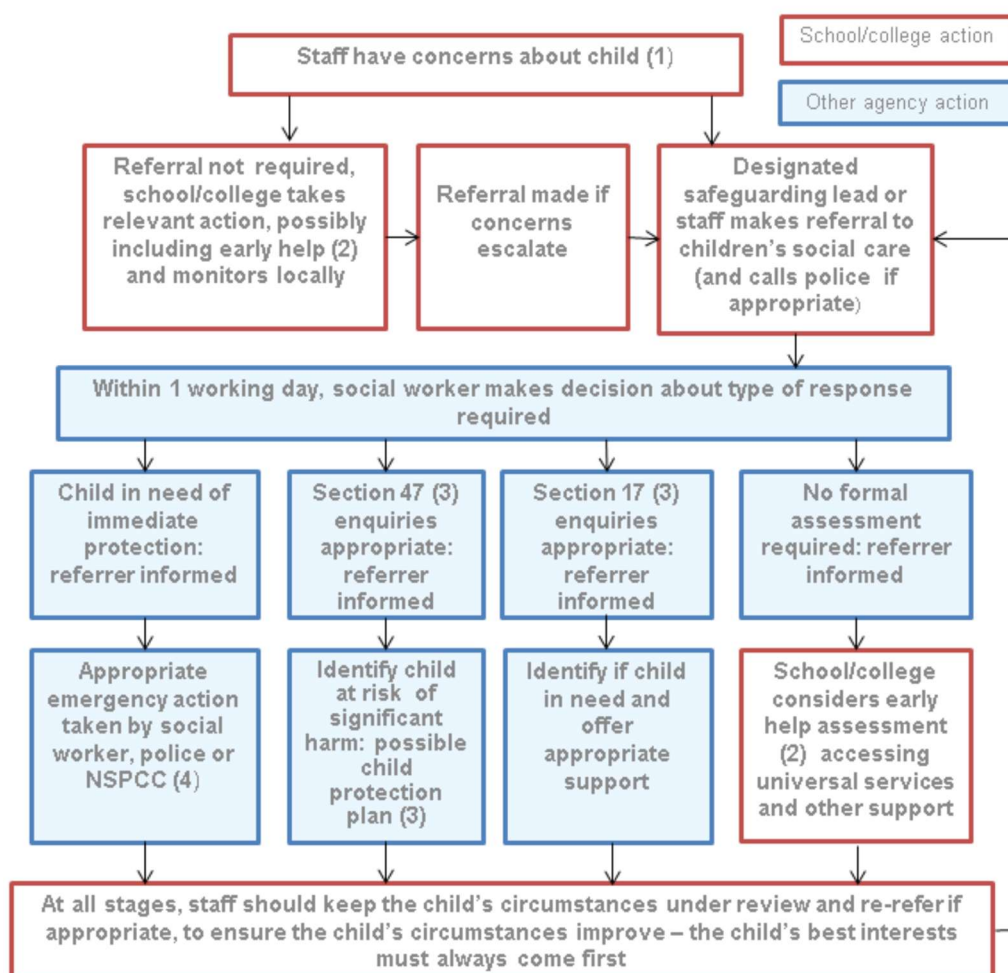 School/college action
Staff have concerns about child (1)
Other agency action
Referral not required,
school/college takes
relevant action, possibly
including early help (2)
and monitors locally
Referral made if
concerns
escalate
Designated
safeguarding lead or
staff makes referral to
children's social care
(and calls police if
appropriate)
Within 1 working day, social worker makes decision about type of response
required
Child in need of
immediate
protection:
referrer informed
Section 47 (3)
enquiries
appropriate:
referrer
informed
Section 17 (3)
enquiries
appropriate:
referrer
informed
No formal
assessment
required: referrer
informed
Appropriate
emergency action
taken by social
worker, police or
NSPCC (4)
Identify child
at risk of
significant
harm: possible
child
protection
plan (3)
Identify if child
in need and
offer
appropriate
support
School/college
considers early
help assessment
(2) accessing
universal services
and other support
At all stages, staff should keep the child's circumstances under review and re-refer if
appropriate, to ensure the child's circumstances improve – the child's best interests
must always come first